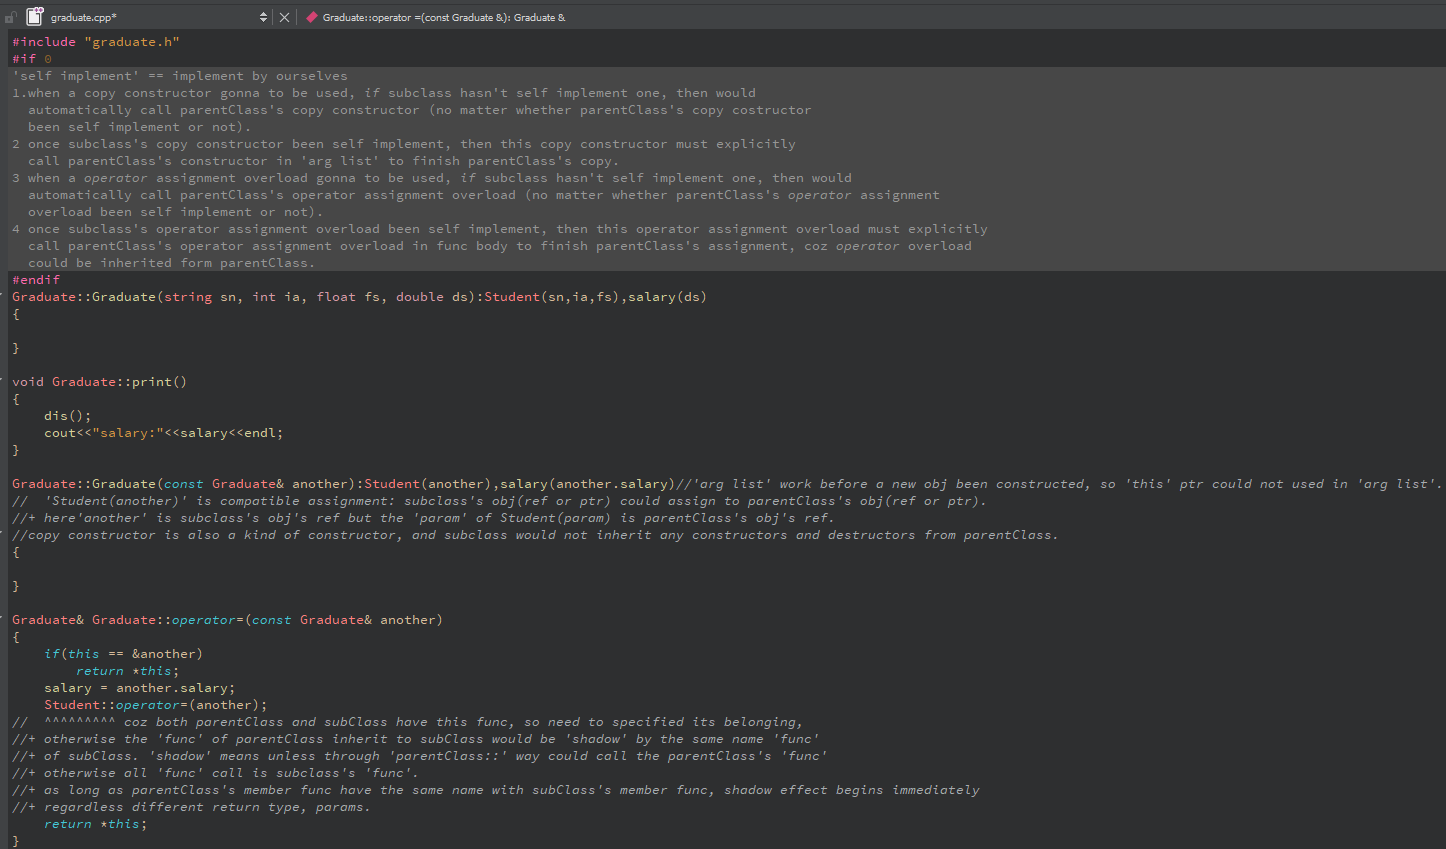 graduate.cpp*
Graduate::operator =(const Graduate &): Graduate &
#include "graduate.h"
#if 0
'self implement' == implement by ourselves
1.when a copy constructor gonna to be used, if subclass hasn't self implement one, then would
automatically call parentClass's copy constructor (no matter whether parentClass's copy costructor
been self implement or not).
2 once subclass's copy constructor been self implement, then this copy constructor must explicitly
call parentClass's constructor in 'arg list' to finish parentClass's copy.
3 when a operator assignment overload gonna to be used, if subclass hasn't self implement one, then would
automatically call parentClass's operator assignment overload (no matter whether parentClass's operator assignment
overload been self implement or not).
4 once subclass's operator assignment overload been self implement, then this operator assignment overload must explicitly
call parentClass's operator assignment overload in func body to finish parentClass's assignment, coz operator overload
could be inherited form parentClass.
#endif
Graduate::Graduate(string sn, int ia, float fs, double ds):Student(sn,ia,fs),salary(ds)
{
}
void Graduate::print()
{
dis();
cout<<"salary:"<<salary<<endl;
}
Graduate::Graduate(const Graduate& another):Student(another),salary(another.salary)//'arg list' work before a new obj been constructed, so 'this' ptr could not used in 'arg list'.
//  'Student(another)' is compatible assignment: subclass's obj(ref or ptr) could assign to parentClass's obj(ref or ptr).
//+ here'another' is subclass's obj's ref but the 'param' of Student(param) is parentClass's obj's ref.
//copy constructor is also a kind of constructor, and subclass would not inherit any constructors and destructors from parentClass.
{
}
Graduate& Graduate::operator=(const Graduate& another)
{
if(this == &another)
return *this;
salary = another.salary;
Student::operator=(another);
//  ^^^^^^^^^ coz both parentClass and subClass have this func, so need to specified its belonging,
//+ otherwise the 'func' of parentClass inherit to subClass would be 'shadow' by the same name 'func'
//+ of subClass. 'shadow' means unless through 'parentClass::' way could call the parentClass's 'func'
//+ otherwise all 'func' call is subclass's 'func'.
//+ as long as parentClass's member func have the same name with subClass's member func, shadow effect begins immediately
//+ regardless different return type, params.
return *this;
}